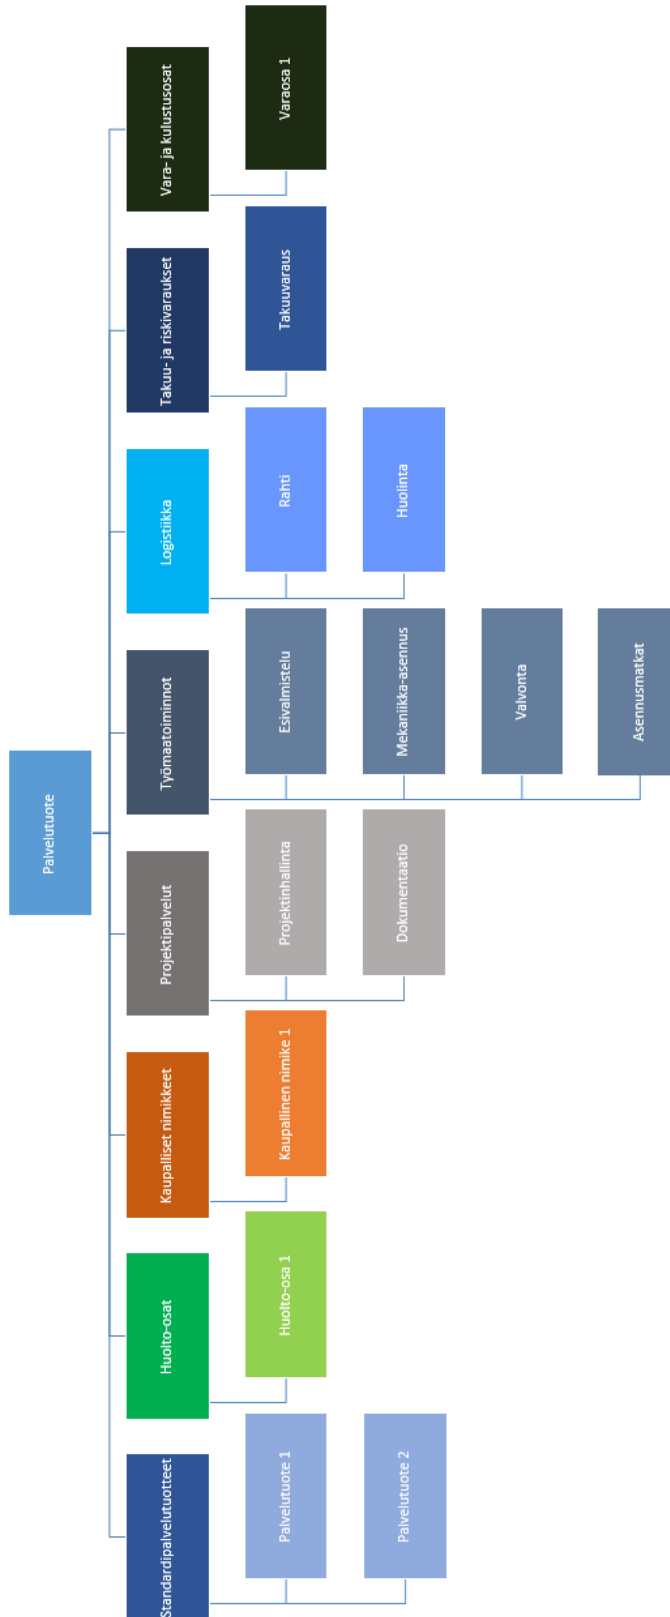 Palvelutuote
Standardipalvelutuotteet
Palvelutuote 1
Palvelutuote 2
Huolto-osat
Huolto-osa 1
Kaupalliset nimikkeet
Kaupallinen nimike 1
Projektipalvelut
Projektinhallinta
Dokumentaatio
Työmaatoiminnot
Esivalmistelu
Mekaniikka-asennus
Valvonta
Asennusmatkat
Logistiikka
Rahti
Huolinta
Takuu- ja riskivaraukset
Takuuvaraus
Vara- ja kulustusosat
Varaosa 1